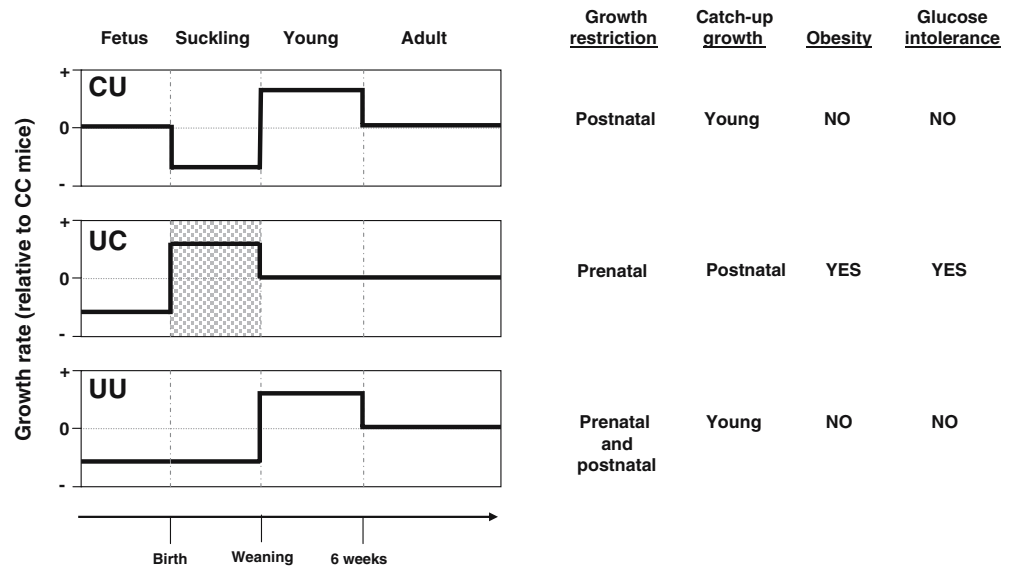 Fetus Suckling Young Adult
Growth restriction Catch-up growth Obesity Glucose intolerance
Growth rate (relative to CC mice)
+
CU
0
-
Postnatal Young NO NO
+
UC
0
-
Prenatal Postnatal YES YES
+
UU
0
-
Prenatal and postnatal Young NO NO
Birth Weaning 6 weeks